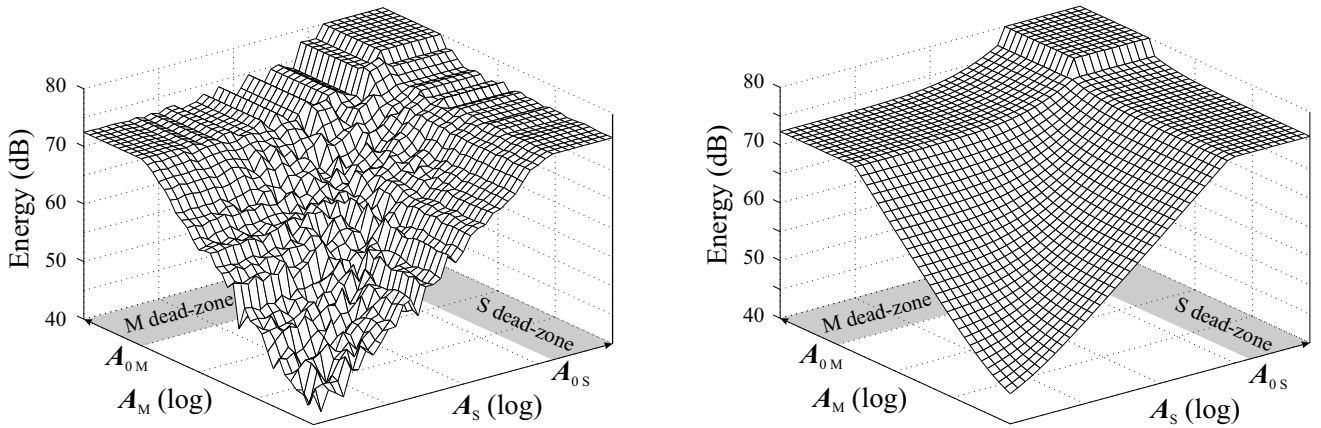 80
70
60
50
40
Energy (dB)
M dead-zone
S dead-zone
A0 M
A0 S
AM (log)
AS (log)
80
70
60
50
40
Energy (dB)
M dead-zone
S dead-zone
A0 M
A0 S
AM (log)
AS (log)